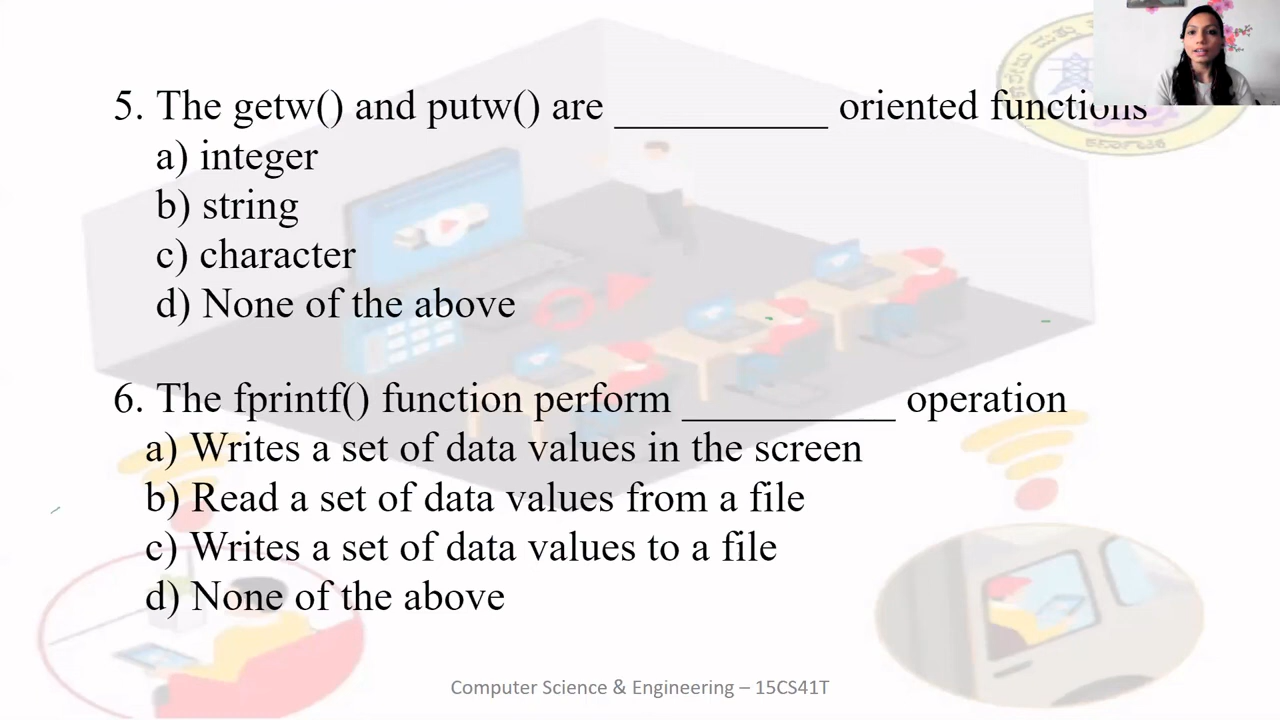 5. The getw() and putw() are __________ oriented functions
a) integer
b) string
c) character
d) None of the above
6. The fprintf() function perform __________ operation
a) Writes a set of data values in the screen
b) Read a set of data values from a file
c) Writes a set of data values to a file
d) None of the above
Computer Science & Engineering – 15CS41T